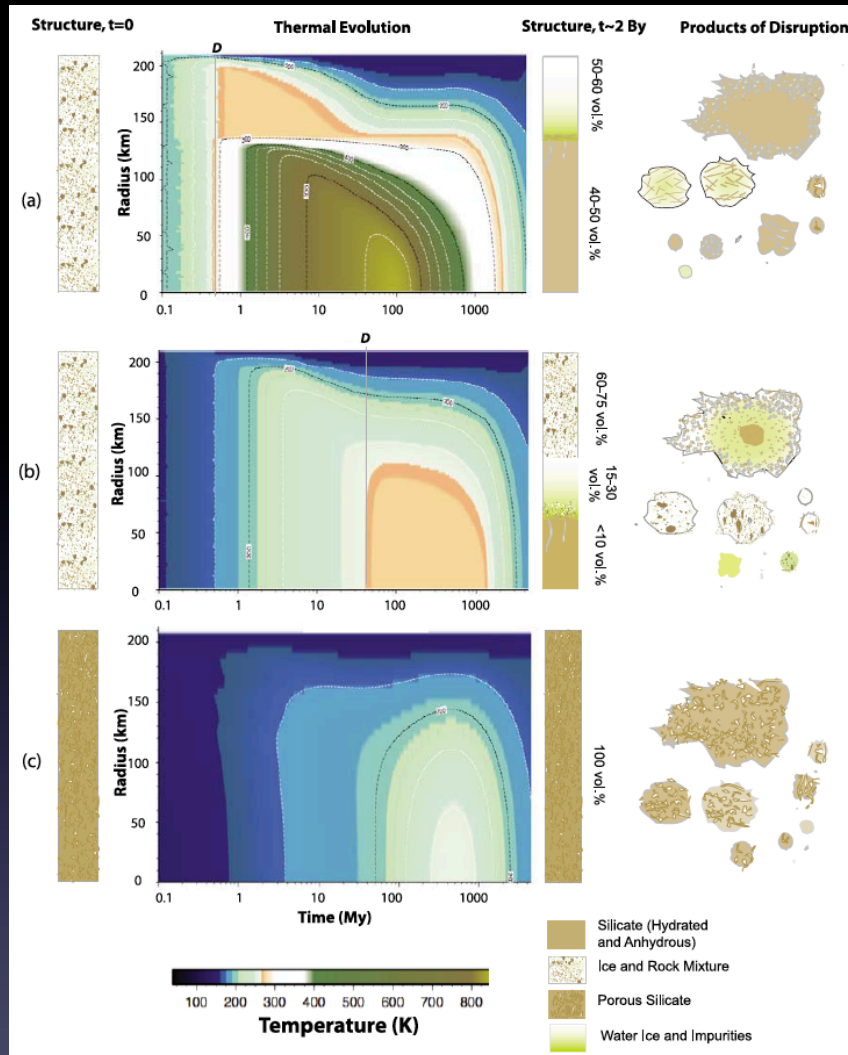 Structure, t=0
Thermal Evolution
Structure, t~2 By
Products of Disruption
D
(a)
Radius (km)
200
150
100
50
0
0.1
1
10
100
1000
50–60 vol.%
40–50 vol.%
D
(b)
Radius (km)
200
150
100
50
0
0.1
1
10
100
1000
60–75 vol.%
15–30 vol.%
<10 vol.%
(c)
Radius (km)
200
150
100
50
0
0.1
1
10
100
1000
Time (My)
100 vol.%
100 200 300 400 500 600 700 800
Temperature (K)
Silicate (Hydrated
and Anhydrous)
Ice and Rock Mixture
Porous Silicate
Water Ice and Impurities